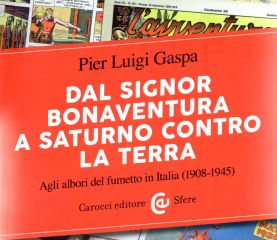 l'avventura
Pier Luigi Gaspa
DAL SIGNOR
BONAVENTURA
A SATURNO CONTRO
LA TERRA
Agli albori del fumetto in Italia (1908-1945)
Carocci editore @ Sfere